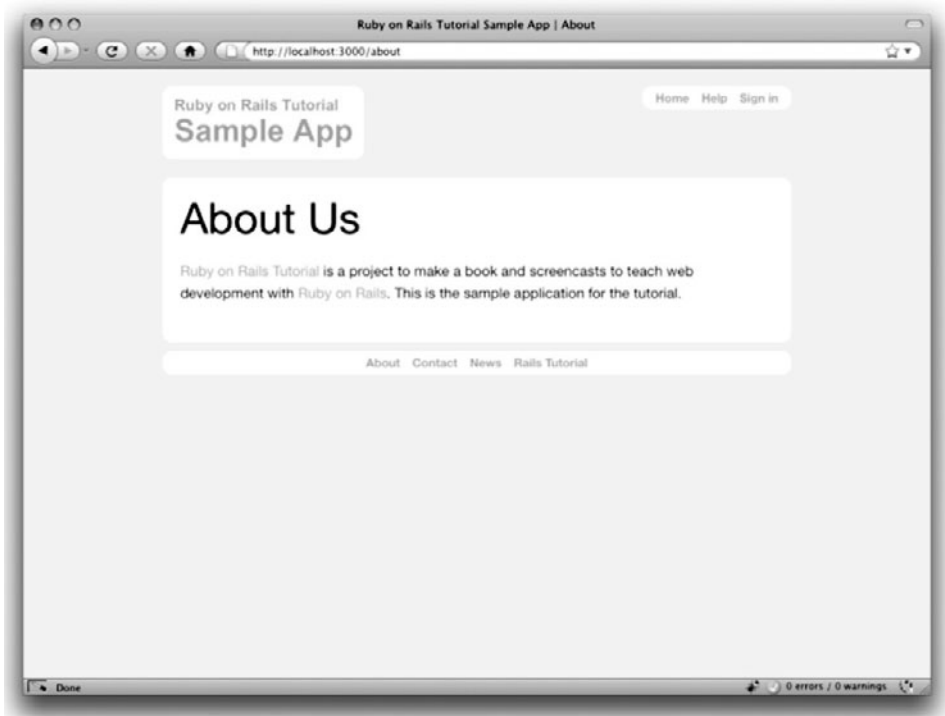 Ruby on Rails Tutorial Sample App | About
http://localhost:3000/about
Ruby on Rails Tutorial
Sample App
Home Help Sign in
About Us
Ruby on Rails Tutorial is a project to make a book and screencasts to teach web
development with Ruby on Rails. This is the sample application for the tutorial.
About Contact News Rails Tutorial
Done
0 errors / 0 warnings